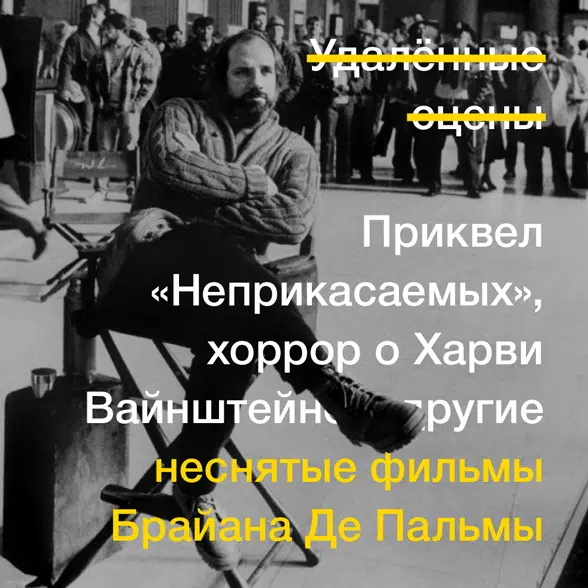 Удалённые
сцены
Приквел
«Неприкасаемых»,
хоррор о Харви
Вайнштейне другие
неснятые фильмы
Брайана Де Пальмы